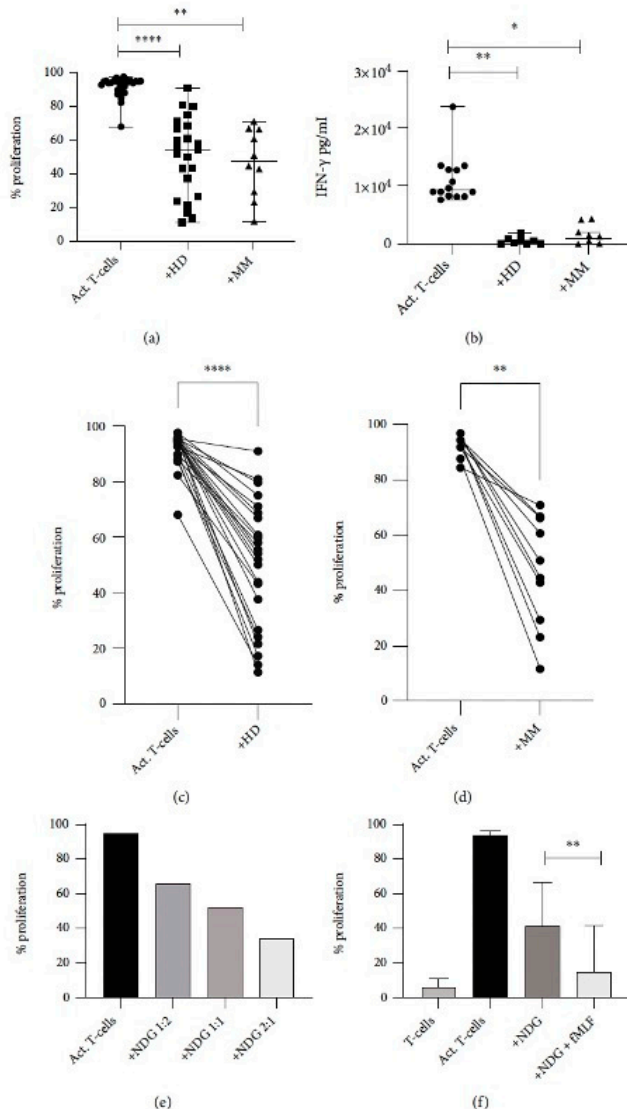 **
*
****
**
100
80
60
40
20
0
% proliferation
Act. T-cells
+HD
+MM
(a)
3×10⁴
2×10⁴
1×10⁴
0
IFN-γ pg/ml
Act. T-cells
+HD
+MM
(b)
****
100
80
60
40
20
0
% proliferation
Act. T-cells
+HD
(c)
**
100
80
60
40
20
0
% proliferation
Act. T-cells
+MM
(d)
100
80
60
40
20
0
% proliferation
Act. T-cells
+NDG 1:2
+NDG 1:1
+NDG 2:1
(e)
100
80
60
40
20
0
% proliferation
**
T-cells
Act. T-cells
+NDG
+NDG + fMLF
(f)